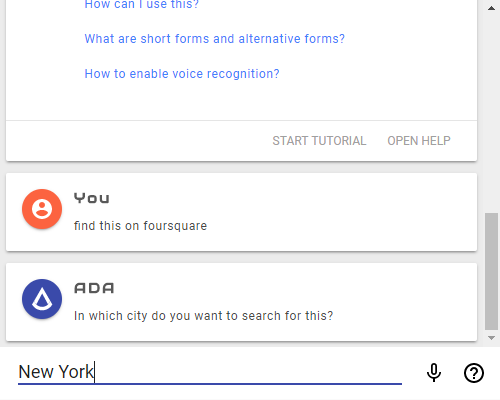 How can I use this?
What are short forms and alternative forms?
How to enable voice recognition?
START TUTORIAL OPEN HELP
You
find this on foursquare
ADA
In which city do you want to search for this?
New York